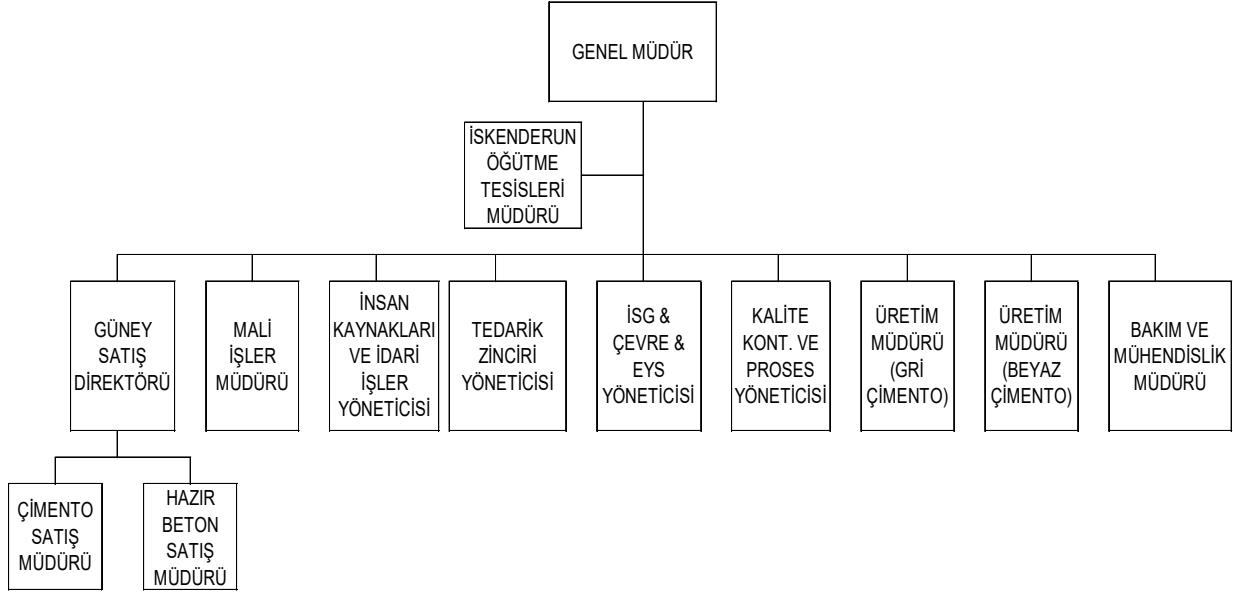 GENEL MÜDÜR
İSKENDERUN
ÖĞÜTME
TESİSLERİ
MÜDÜRÜ
GÜNEY
SATIŞ
DİREKTÖRÜ
MALİ
İŞLER
MÜDÜRÜ
İNSAN
KAYNAKLARI
VE İDARİ
İŞLER
YÖNETİCİSİ
TEDARİK
ZİNCİRİ
YÖNETİCİSİ
İSG &
ÇEVRE &
EYS
YÖNETİCİSİ
KALİTE
KONT. VE
PROSES
YÖNETİCİSİ
ÜRETİM
MÜDÜRÜ
(GRİ
ÇİMENTO)
ÜRETİM
MÜDÜRÜ
(BEYAZ
ÇİMENTO)
BAKIM VE
MÜHENDİSLİK
MÜDÜRÜ
ÇİMENTO
SATIŞ
MÜDÜRÜ
HAZIR
BETON
SATIŞ
MÜDÜRÜ